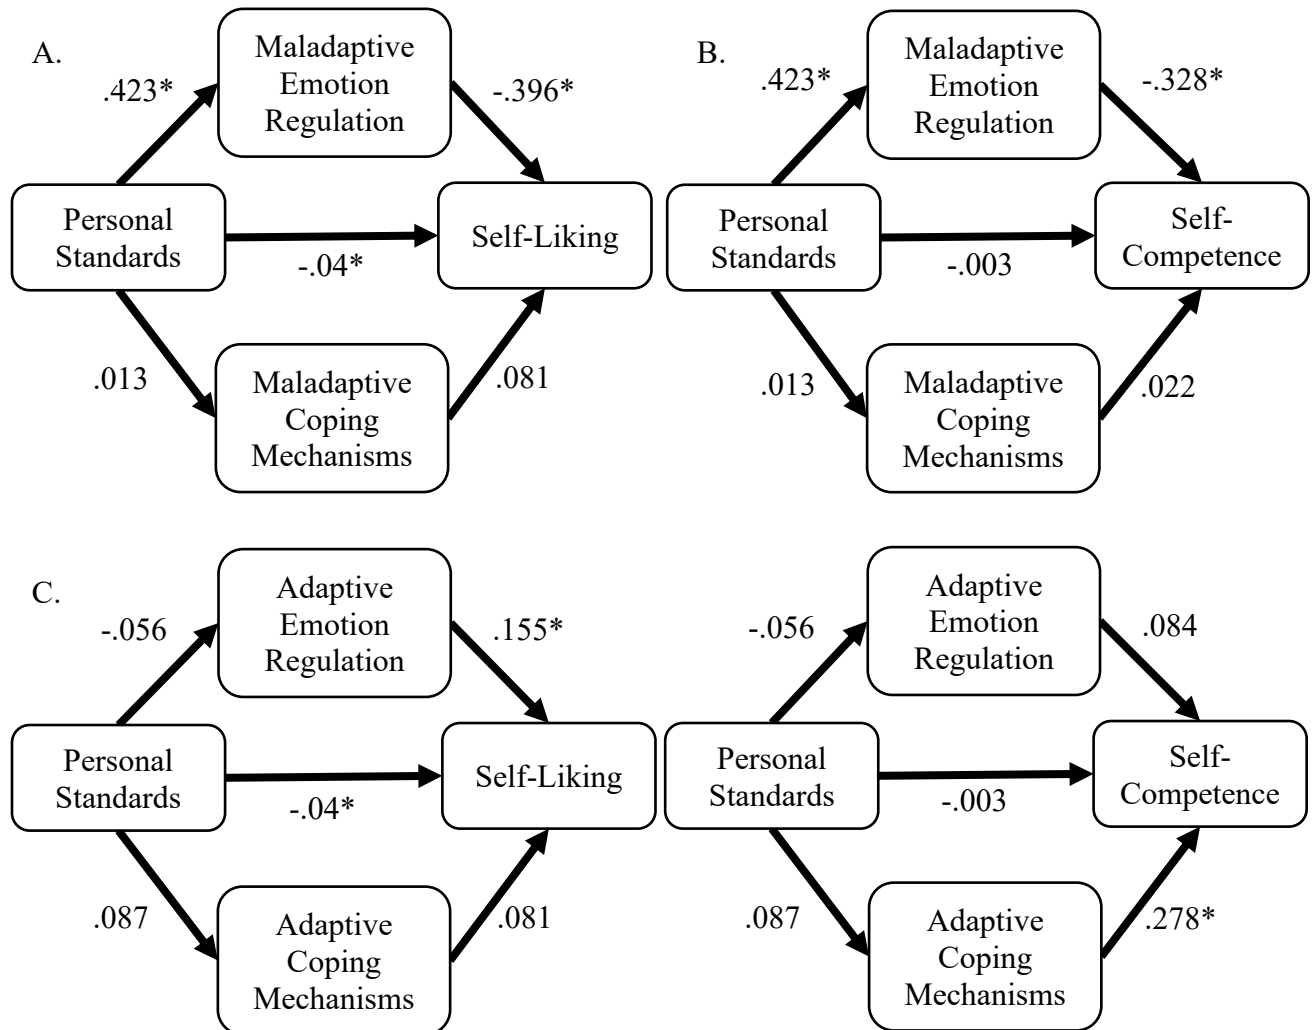 A.
Maladaptive
Emotion
Regulation
.423*
-.396*
Personal
Standards
-.04*
Self-Liking
.013
.081
Maladaptive
Coping
Mechanisms
B.
Maladaptive
Emotion
Regulation
.423*
-.328*
Personal
Standards
-.003
Self-
Competence
.013
.022
Maladaptive
Coping
Mechanisms
C.
Adaptive
Emotion
Regulation
-.056
.155*
Personal
Standards
-.04*
Self-Liking
.087
.081
Adaptive
Coping
Mechanisms
Adaptive
Emotion
Regulation
-.056
.084
Personal
Standards
-.003
Self-
Competence
.087
.278*
Adaptive
Coping
Mechanisms